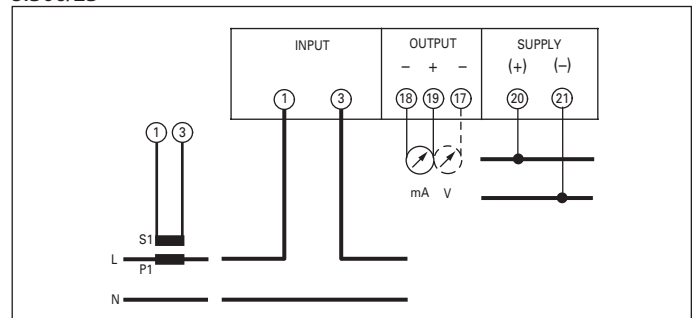 INPUT OUTPUT SUPPLY
− + − (+) (−)
1 3 18 19 17 20 21
1 3
mA V
S1
L P1
N